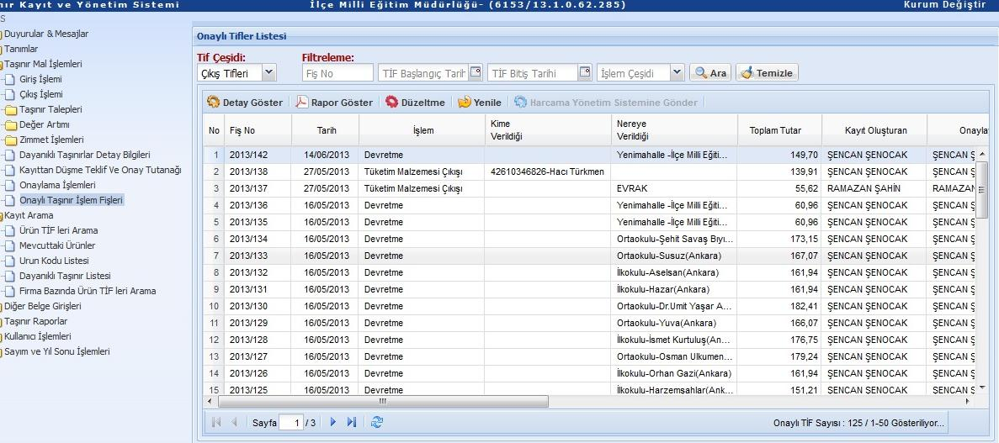 nır Kayıt ve Yönetim Sistemi İlçe Milli Eğitim Müdürlüğü- (6153/13.1.0.62.285) Kurum Değiştir
S
Duyurular & Mesajlar
Tanımlar
Taşınır Mal İşlemleri
Giriş İşlemi
Çıkış İşlemi
Taşınır Talepleri
Değer Artımı
Zimmet İşlemleri
Dayanıklı Taşınırlar Detay Bilgileri
Kayıttan Düşme Teklif Ve Onay Tutanağı
Onaylama İşlemleri
Onaylı Taşınır İşlem Fişleri
Kayıt Arama
Ürün TİF leri Arama
Mevcuttaki Ürünler
Urun Kodu Listesi
Dayanıklı Taşınır Listesi
Firma Bazında Ürün TİF leri Arama
Diğer Belge Girişleri
Taşınır Raporlar
Kullanıcı İşlemleri
Sayım ve Yıl Sonu İşlemleri
Onaylı Tifler Listesi
Tif Çeşidi: Filtreleme:
Çıkış Tifleri Fiş No TİF Başlangıç Tarih TİF Bitiş Tarihi İşlem Çeşidi Ara Temizle
Detay Göster Rapor Göster Düzeltme Yenile Harcama Yönetim Sistemine Gönder
No Fiş No Tarih İşlem Kime Verildiği Nereye Verildiği Toplam Tutar Kayıt Oluşturan Onayla
1 2013/142 14/06/2013 Devretme Yenimahalle -İlçe Milli Eğiti... 149,70 ŞENCAN ŞENOCAK ŞENCAN Ş
2 2013/138 27/05/2013 Tüketim Malzemesi Çıkışı 42610346826-Hacı Türkmen 139,91 ŞENCAN ŞENOCAK ŞENCAN Ş
3 2013/137 27/05/2013 Tüketim Malzemesi Çıkışı EVRAK 55,62 RAMAZAN ŞAHİN RAMAZAN
4 2013/136 16/05/2013 Devretme Yenimahalle -İlçe Milli Eğiti... 60,96 ŞENCAN ŞENOCAK ŞENCAN Ş
5 2013/135 16/05/2013 Devretme Yenimahalle -İlçe Milli Eğiti... 60,96 ŞENCAN ŞENOCAK ŞENCAN Ş
6 2013/134 16/05/2013 Devretme Ortaokulu-Şehit Savaş Bıyı... 173,15 ŞENCAN ŞENOCAK ŞENCAN Ş
7 2013/133 16/05/2013 Devretme Ortaokulu-Susuz(Ankara) 167,07 ŞENCAN ŞENOCAK ŞENCAN Ş
8 2013/132 16/05/2013 Devretme İlkokulu-Aselsan(Ankara) 161,94 ŞENCAN ŞENOCAK ŞENCAN Ş
9 2013/131 16/05/2013 Devretme İlkokulu-Hazar(Ankara) 161,94 ŞENCAN ŞENOCAK ŞENCAN Ş
10 2013/130 16/05/2013 Devretme Ortaokulu-Dr.Umit Yaşar A... 182,41 ŞENCAN ŞENOCAK ŞENCAN Ş
11 2013/129 16/05/2013 Devretme Ortaokulu-Yuva(Ankara) 166,07 ŞENCAN ŞENOCAK ŞENCAN Ş
12 2013/128 16/05/2013 Devretme İlkokulu-İsmet Kurtuluş(An... 176,75 ŞENCAN ŞENOCAK ŞENCAN Ş
13 2013/127 16/05/2013 Devretme Ortaokulu-Osman Ulkumen... 179,24 ŞENCAN ŞENOCAK ŞENCAN Ş
14 2013/126 16/05/2013 Devretme İlkokulu-Orhan Gazi(Ankara) 161,94 ŞENCAN ŞENOCAK ŞENCAN Ş
15 2013/125 16/05/2013 Devretme İlkokulu-Harzemşahlar(Ank... 151,21 ŞENCAN ŞENOCAK ŞENCAN Ş
Sayfa 1 / 3 Onaylı TİF Sayısı : 125 / 1-50 Gösteriliyor...